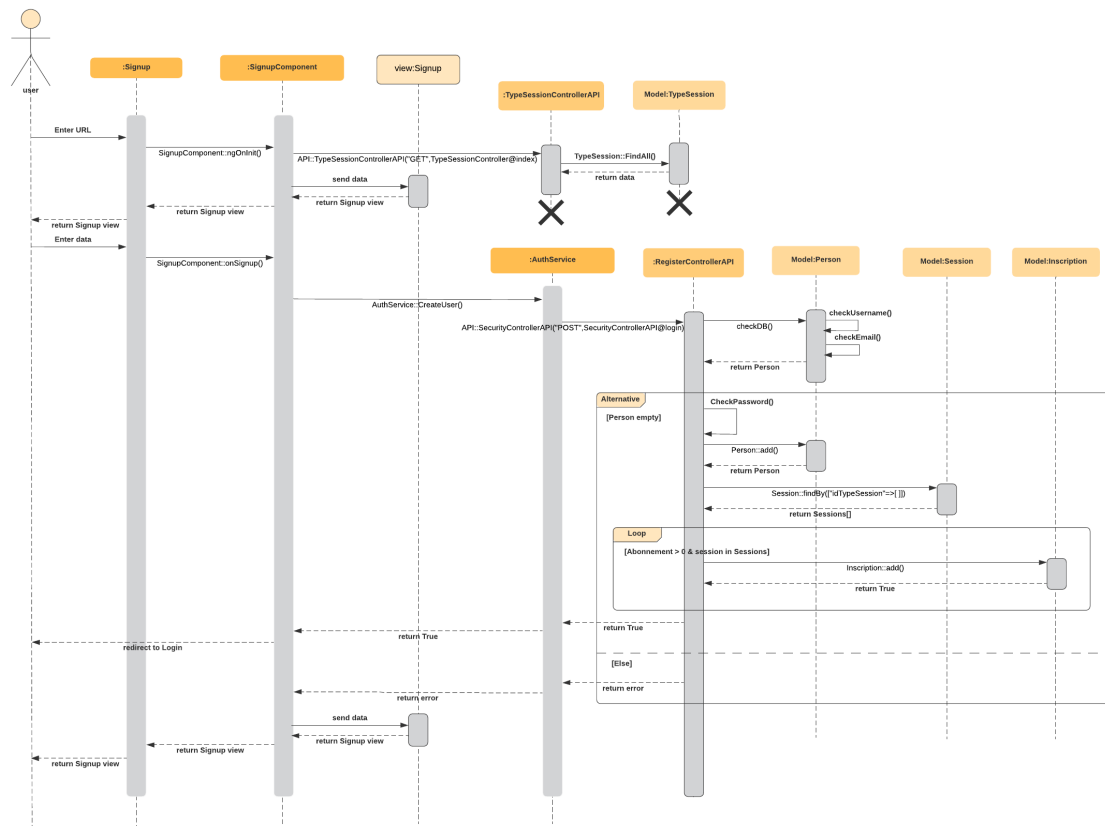 user
:Signup
:SignupComponent
view:Signup
:TypeSessionControllerAPI
Model:TypeSession
Enter URL
SignupComponent::ngOnInit()
API::TypeSessionControllerAPI("GET",TypeSessionController@index)
TypeSession::FindAll()
return data
send data
return Signup view
return Signup view
return Signup view
Enter data
SignupComponent::onSignup()
:AuthService
:RegisterControllerAPI
Model:Person
Model:Session
Model:Inscription
AuthService::CreateUser()
API::SecurityControllerAPI("POST",SecurityControllerAPI@login)
checkDB()
checkUsername()
checkEmail()
return Person
Alternative
[Person empty]
CheckPassword()
Person::add()
return Person
Session::findBy(["idTypeSession"=>[ ]])
return Sessions[]
Loop
[Abonnement > 0 & session in Sessions]
Inscription::add()
return True
return True
return True
redirect to Login
[Else]
return error
return error
send data
return Signup view
return Signup view
return Signup view